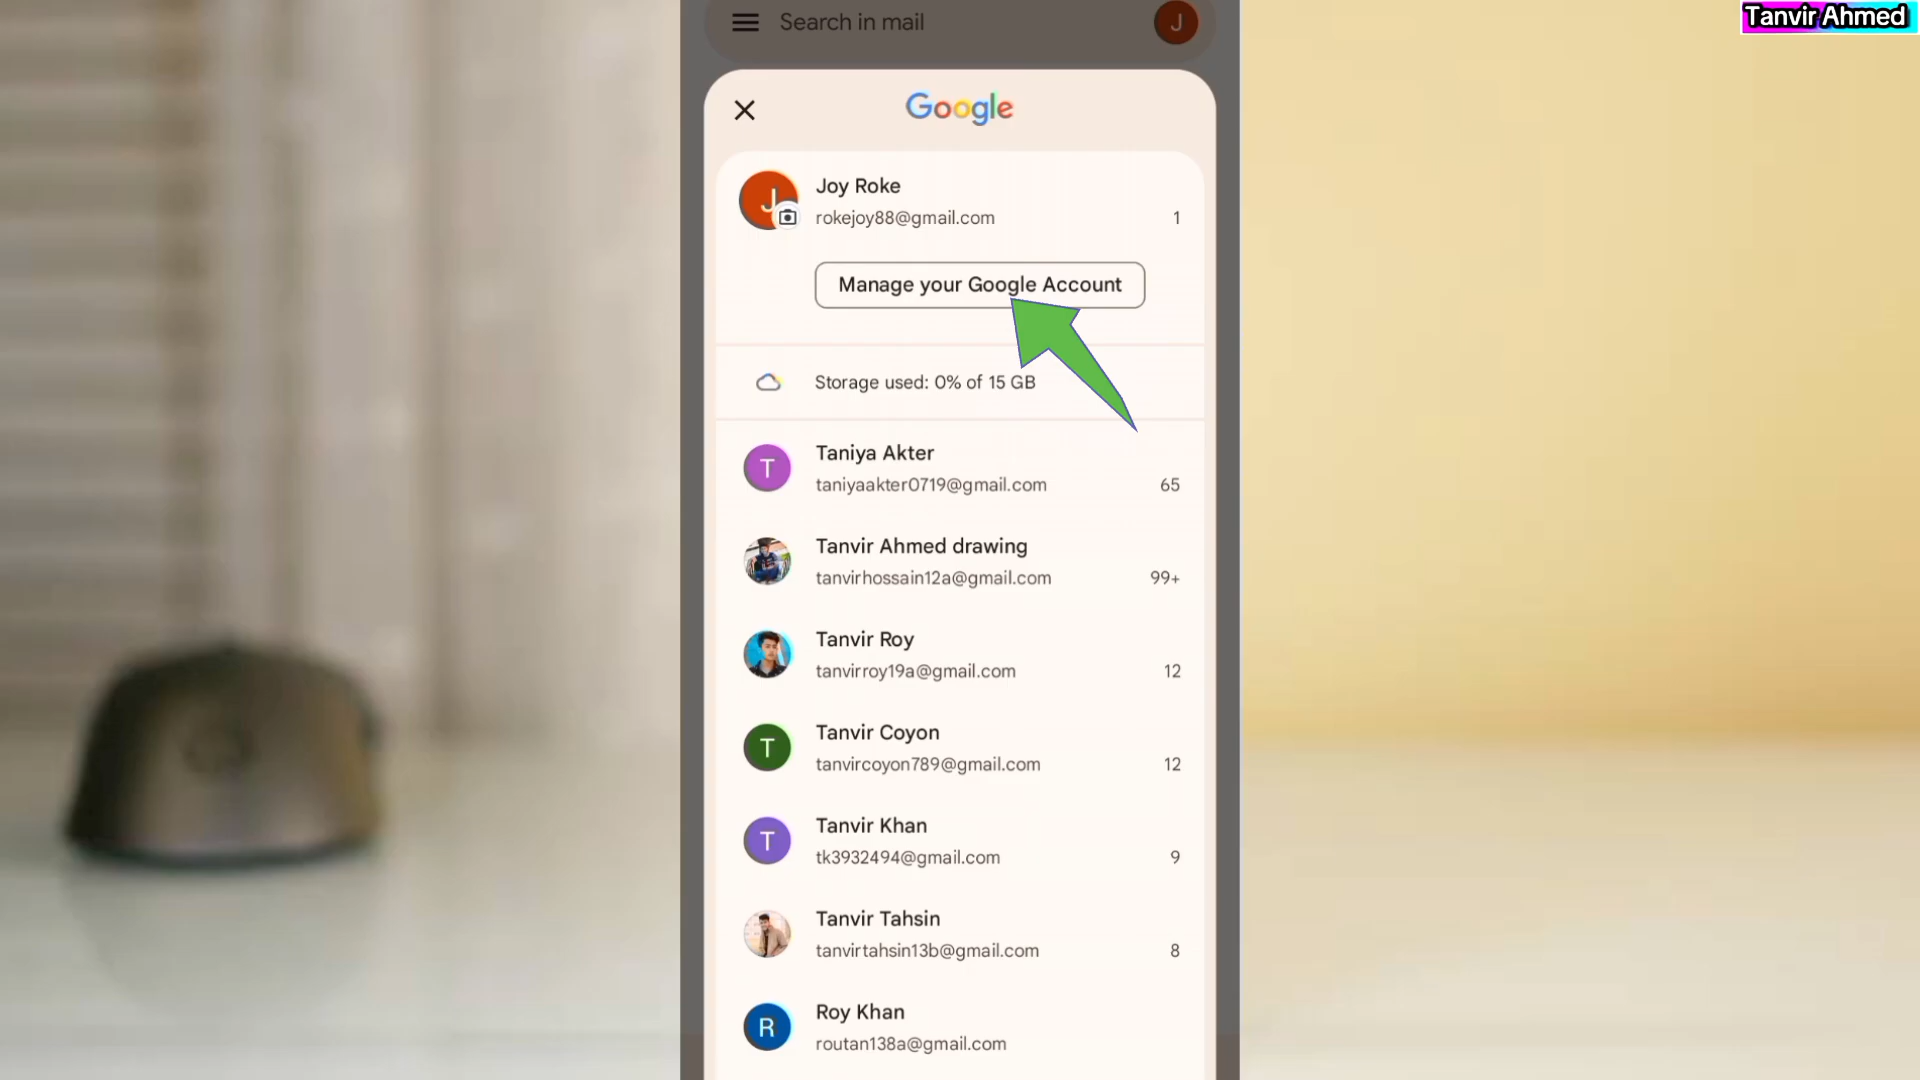 Tanvir Ahmed
Search in mail
J
Google
J
Joy Roke
rokejoy88@gmail.com
1
Manage your Google Account
Storage used: 0% of 15 GB
T
Taniya Akter
taniyaakter0719@gmail.com
65
Tanvir Ahmed drawing
tanvirhossain12a@gmail.com
99+
Tanvir Roy
tanvirroy19a@gmail.com
12
T
Tanvir Coyon
tanvircoyon789@gmail.com
12
T
Tanvir Khan
tk3932494@gmail.com
9
Tanvir Tahsin
tanvirtahsin13b@gmail.com
8
R
Roy Khan
routan138a@gmail.com